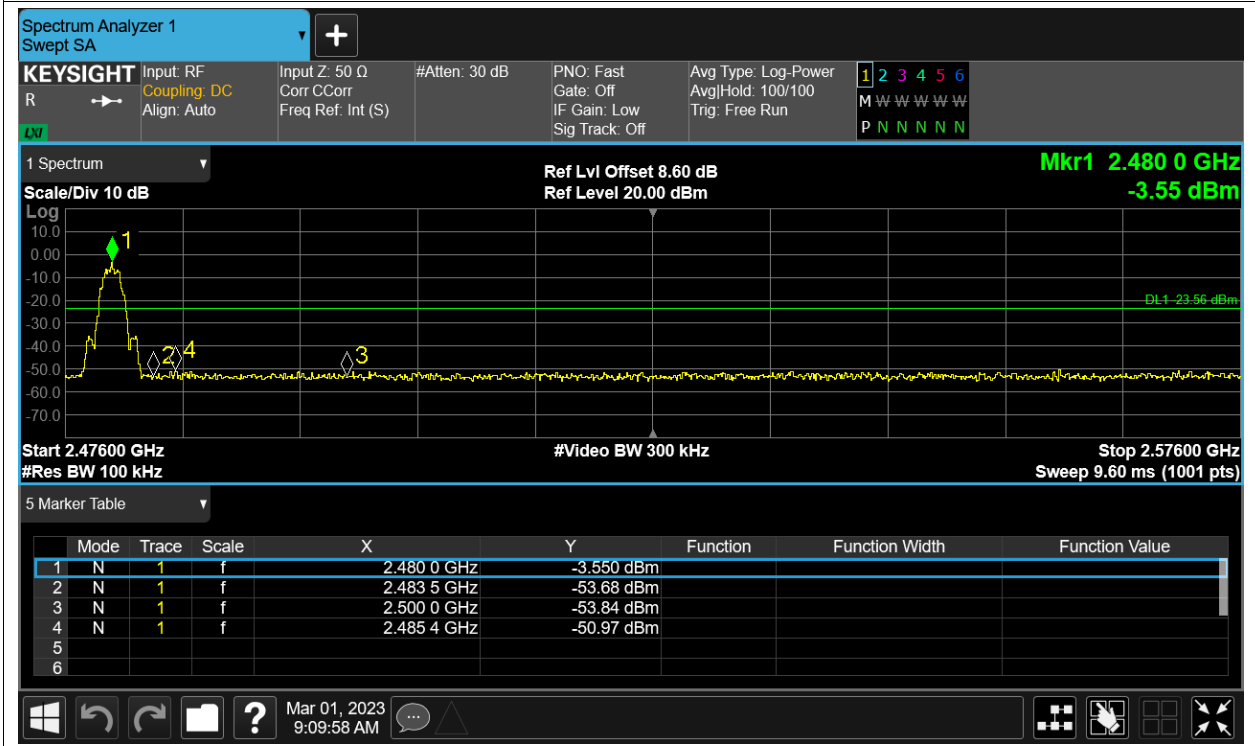 Spectrum Analyzer 1
Swept SA
+
KEYSIGHT
R
LXI
Input: RF
Coupling: DC
Align: Auto
Input Z: 50 Ω
Corr CCorr
Freq Ref: Int (S)
#Atten: 30 dB
PNO: Fast
Gate: Off
IF Gain: Low
Sig Track: Off
Avg Type: Log-Power
Avg|Hold: 100/100
Trig: Free Run
1 2 3 4 5 6
M W W W W W
P N N N N N
1 Spectrum
Scale/Div 10 dB
Ref Lvl Offset 8.60 dB
Ref Level 20.00 dBm
Mkr1 2.480 0 GHz
-3.55 dBm
Log
10.0
0.00
-10.0
-20.0
-30.0
-40.0
-50.0
-60.0
-70.0
1
2
4
3
DL1 -23.56 dBm
Start 2.47600 GHz
#Video BW 300 kHz
Stop 2.57600 GHz
#Res BW 100 kHz
Sweep 9.60 ms (1001 pts)
5 Marker Table
Mode Trace Scale X Y Function Function Width Function Value
1 N 1 f 2.480 0 GHz -3.550 dBm
2 N 1 f 2.483 5 GHz -53.68 dBm
3 N 1 f 2.500 0 GHz -53.84 dBm
4 N 1 f 2.485 4 GHz -50.97 dBm
5
6
?
Mar 01, 2023
9:09:58 AM